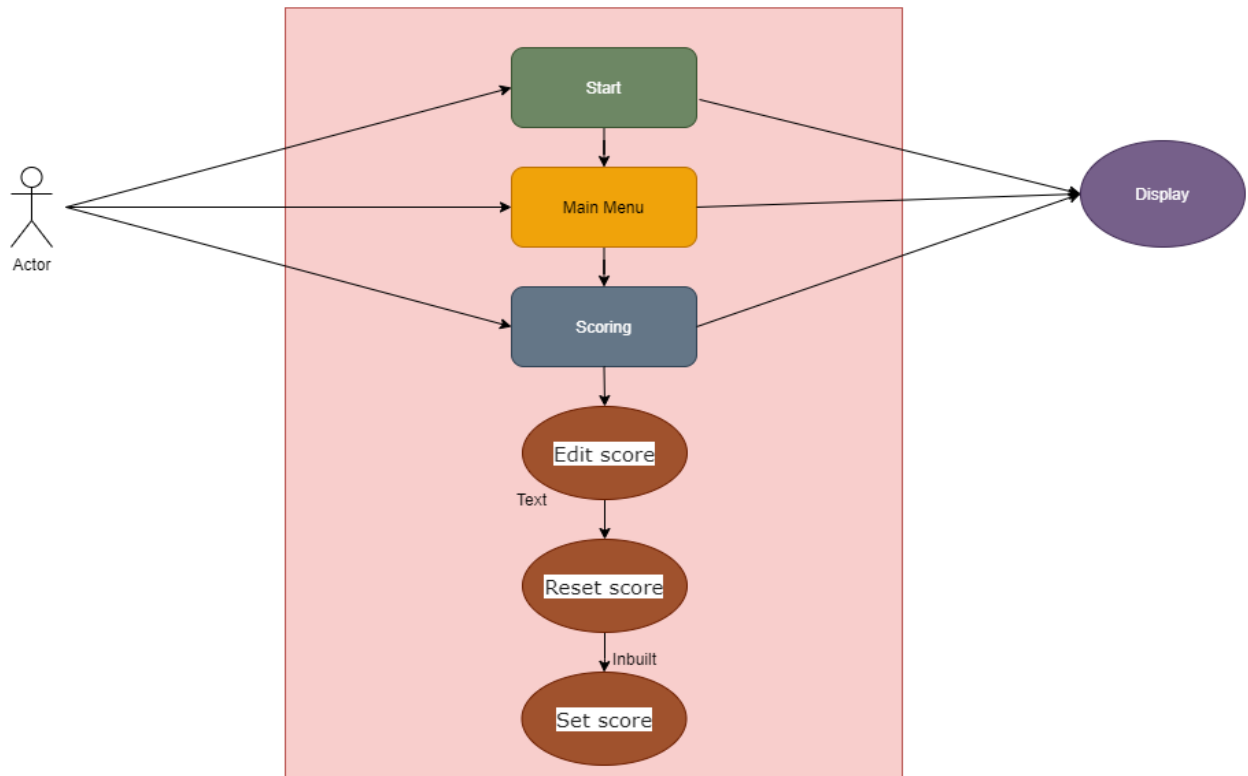 Start
Main Menu
Display
Actor
Scoring
Edit score
Text
Reset score
Inbuilt
Set score